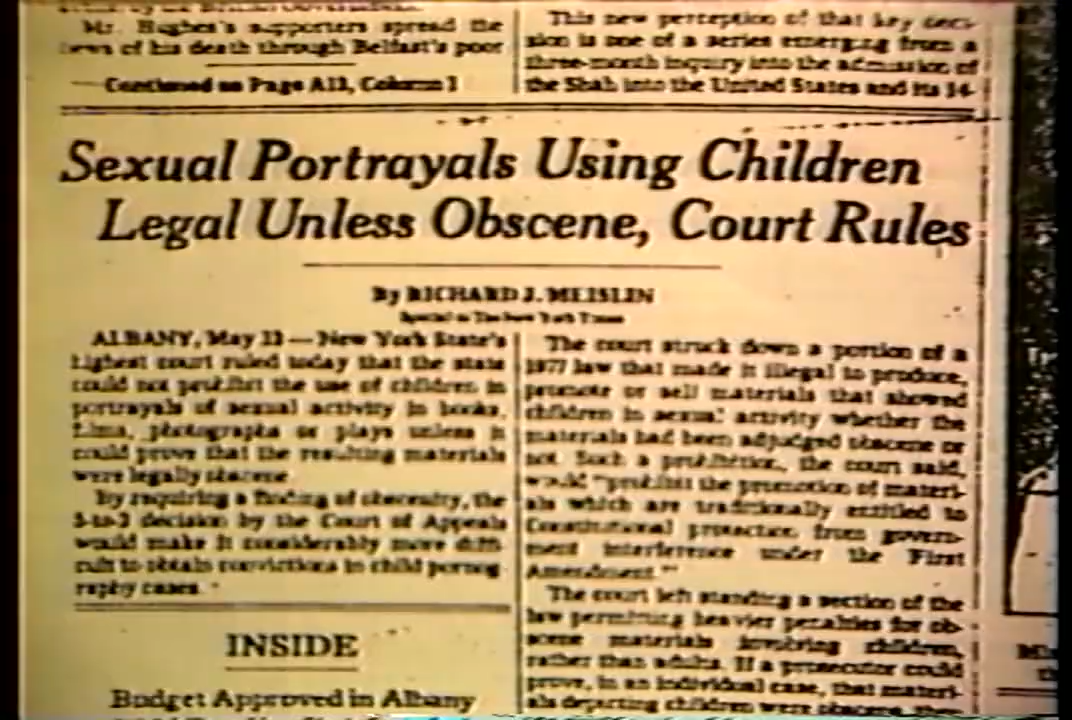 Mr. Hughes's supporters spread the
news of his death through Belfast's poor
Continued on Page A13, Column 1
This new perception of that key deci-
sion is one of a series emerging from a
three-month inquiry into the admission of
the Shah into the United States and its 14-
Sexual Portrayals Using Children
Legal Unless Obscene, Court Rules
By RICHARD J. MEISLIN
Special to The New York Times
ALBANY, May — New York State's
highest court ruled today that the state
could not prohibit the use of children in
portrayals of sexual activity in books,
films, photographs or plays unless it
could prove that the resulting materials
were legally obscene.
By requiring a finding of obscenity, the
5-to-2 decision by the Court of Appeals
would make it considerably more diffi-
cult to obtain convictions in child pornog-
raphy cases.
INSIDE
Budget Approved in Albany
The court struck down a portion of a
1977 law that made it illegal to produce,
promote or sell materials that showed
children in sexual activity whether the
materials had been adjudged obscene or
not. Such a prohibition, the court said,
would "prohibit the promotion of materi-
als which are traditionally entitled to
Constitutional protection from govern-
ment interference under the First
Amendment."
The court left standing a section of the
law permitting heavier penalties for ob-
scene materials involving children,
rather than adults. If a prosecutor could
prove, in an individual case, that materi-
als depicting children were obscene,